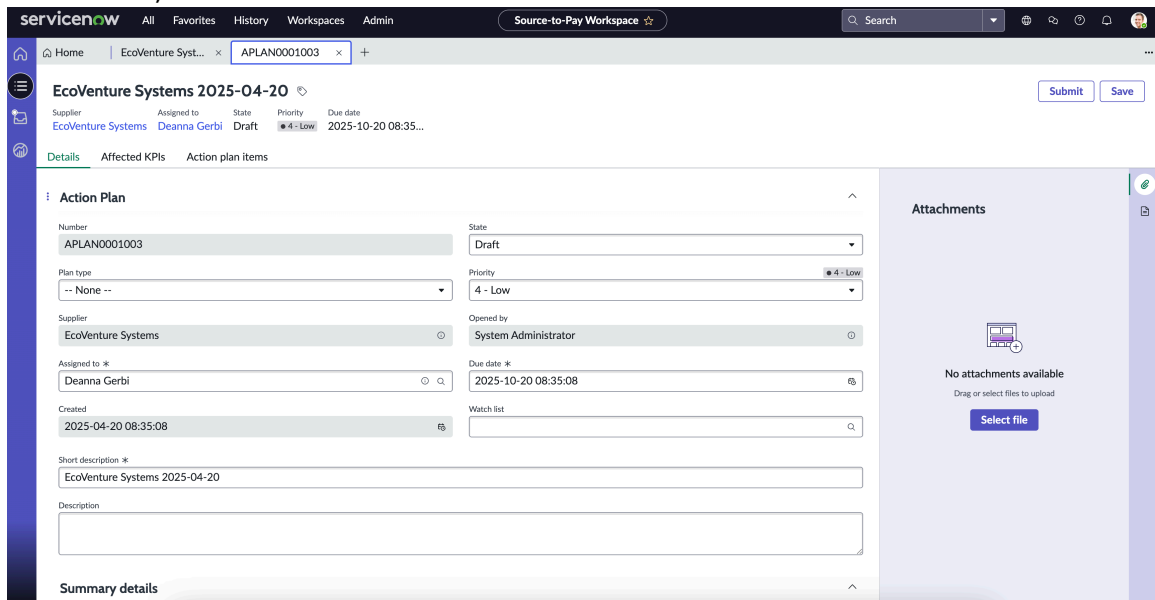 servicenow All Favorites History Workspaces Admin Source-to-Pay Workspace Search
Home EcoVenture Syst... × APLAN0001003 × +
EcoVenture Systems 2025-04-20 Submit Save
Supplier Assigned to State Priority Due date
EcoVenture Systems Deanna Gerbi Draft 4 - Low 2025-10-20 08:35...
Details Affected KPIs Action plan items
Action Plan
Attachments
Number State
APLAN0001003 Draft
Plan type Priority 4 - Low
-- None -- 4 - Low
Supplier Opened by
EcoVenture Systems System Administrator
Assigned to * Due date *
Deanna Gerbi 2025-10-20 08:35:08
No attachments available
Drag or select files to upload
Select file
Created Watch list
2025-04-20 08:35:08
Short description *
EcoVenture Systems 2025-04-20
Description
Summary details